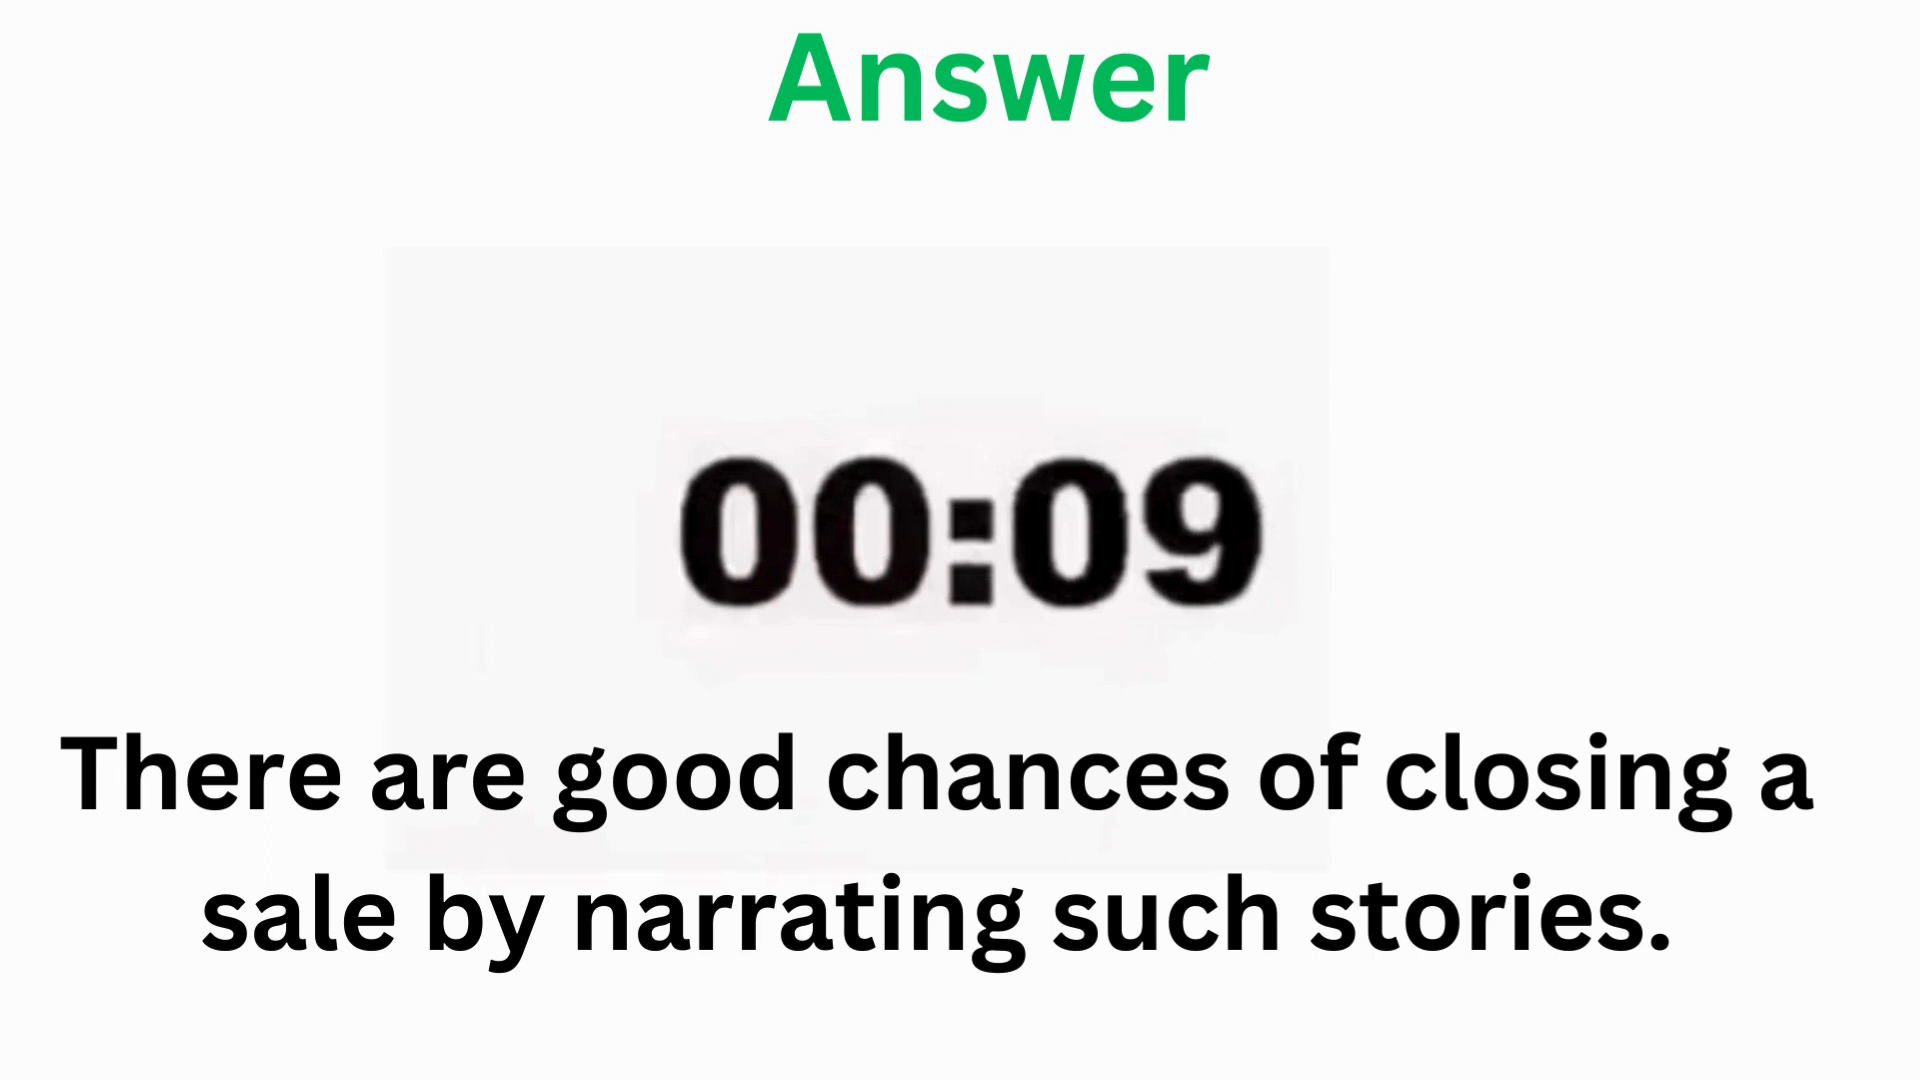 Answer
00:09
There are good chances of closing a
sale by narrating such stories.